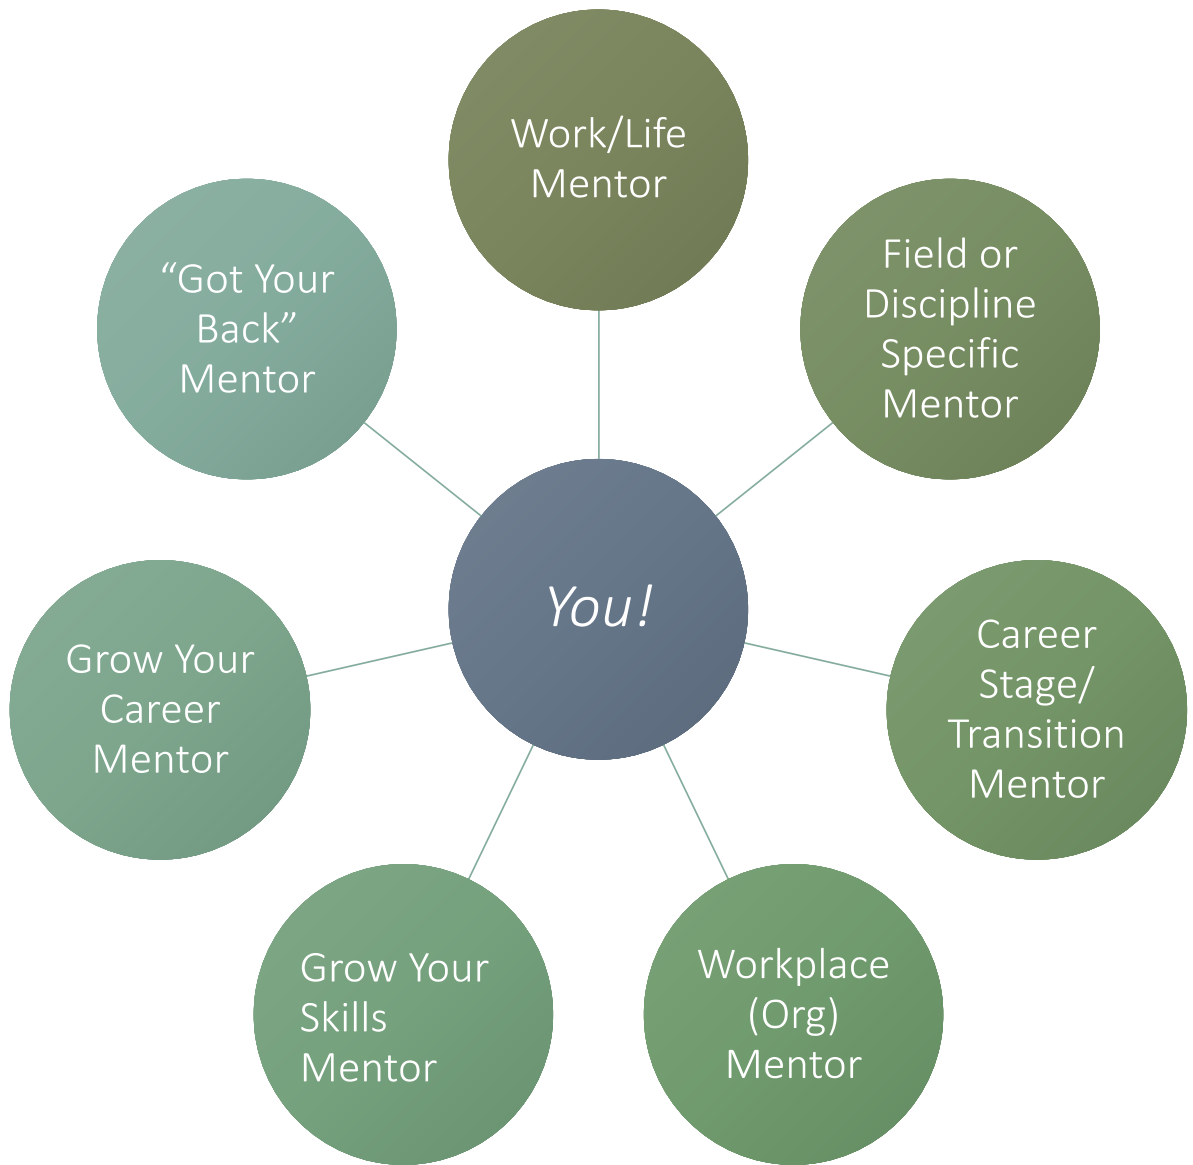 Work/Life
Mentor
Field or
Discipline
Specific
Mentor
Career
Stage/
Transition
Mentor
Workplace
(Org)
Mentor
Grow Your
Skills
Mentor
Grow Your
Career
Mentor
“Got Your
Back”
Mentor
You!